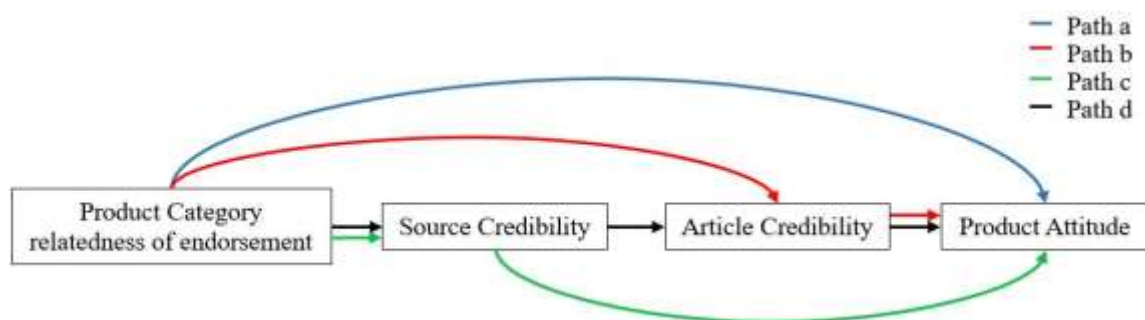 Path a
Path b
Path c
Path d
Product Category
relatedness of endorsement
Source Credibility
Article Credibility
Product Attitude